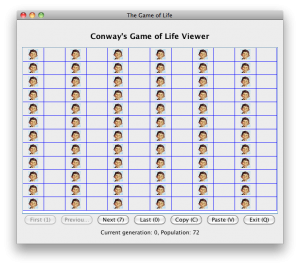 The Game of Life
Conway's Game of Life Viewer
First (1) Previou... Next (7) Last (0) Copy (C) Paste (V) Exit (Q)
Current generation: 0, Population: 72